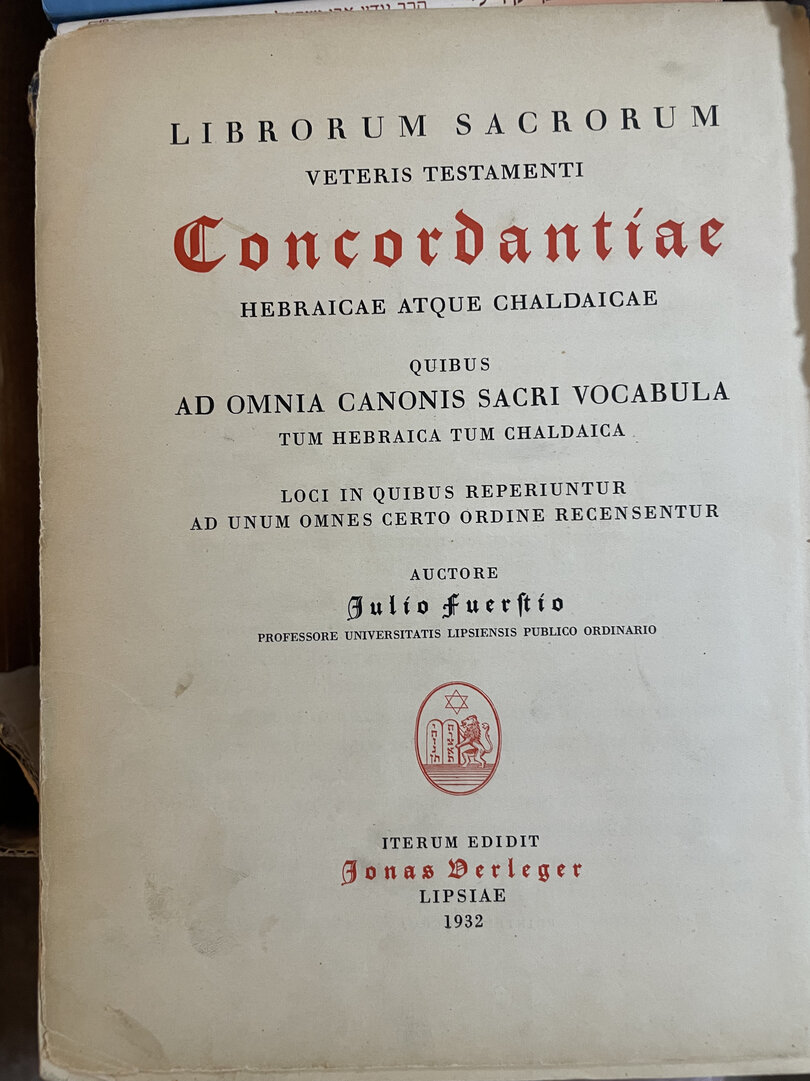 LIBRORUM SACRORUM
VETERIS TESTAMENTI
Concordantiae
HEBRAICAE ATQUE CHALDAICAE
QUIBUS
AD OMNIA CANONIS SACRI VOCABULA
TUM HEBRAICA TUM CHALDAICA
LOCI IN QUIBUS REPERIUNTUR
AD UNUM OMNES CERTO ORDINE RECENSENTUR
AUCTORE
Julio Fuerſtio
PROFESSORE UNIVERSITATIS LIPSIENSIS PUBLICO ORDINARIO
ITERUM EDIDIT
Jonas Verleger
LIPSIAE
1932